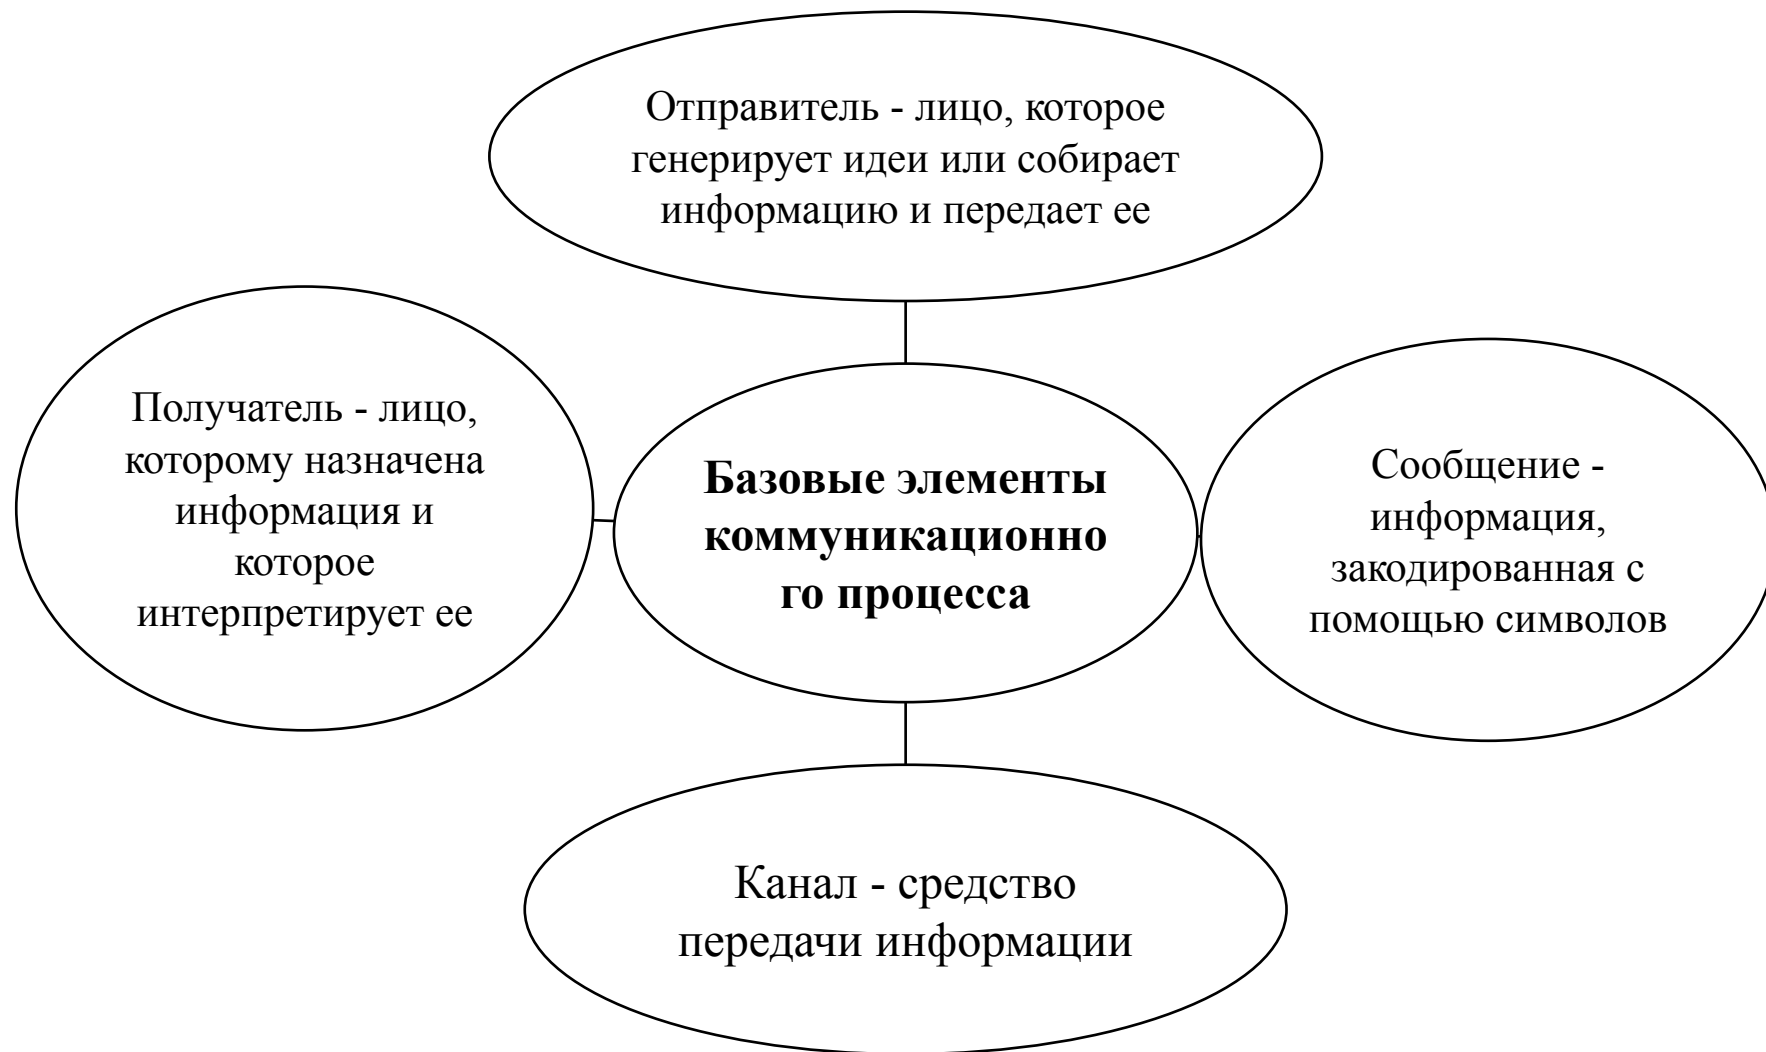 Отправитель - лицо, которое
генерирует идеи или собирает
информацию и передает ее
Получатель - лицо,
которому назначена
информация и
которое
интерпретирует ее
Базовые элементы
коммуникационно
го процесса
Сообщение -
информация,
закодированная с
помощью символов
Канал - средство
передачи информации